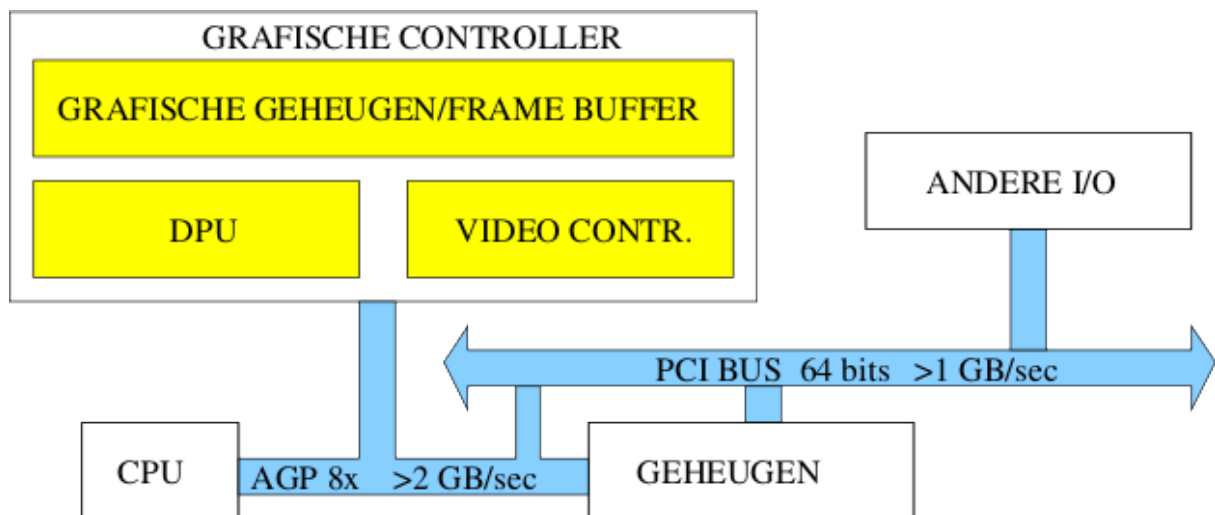 GRAFISCHE CONTROLLER
GRAFISCHE GEHEUGEN/FRAME BUFFER
DPU
VIDEO CONTR.
ANDERE I/O
PCI BUS 64 bits >1 GB/sec
CPU
AGP 8x >2 GB/sec
GEHEUGEN